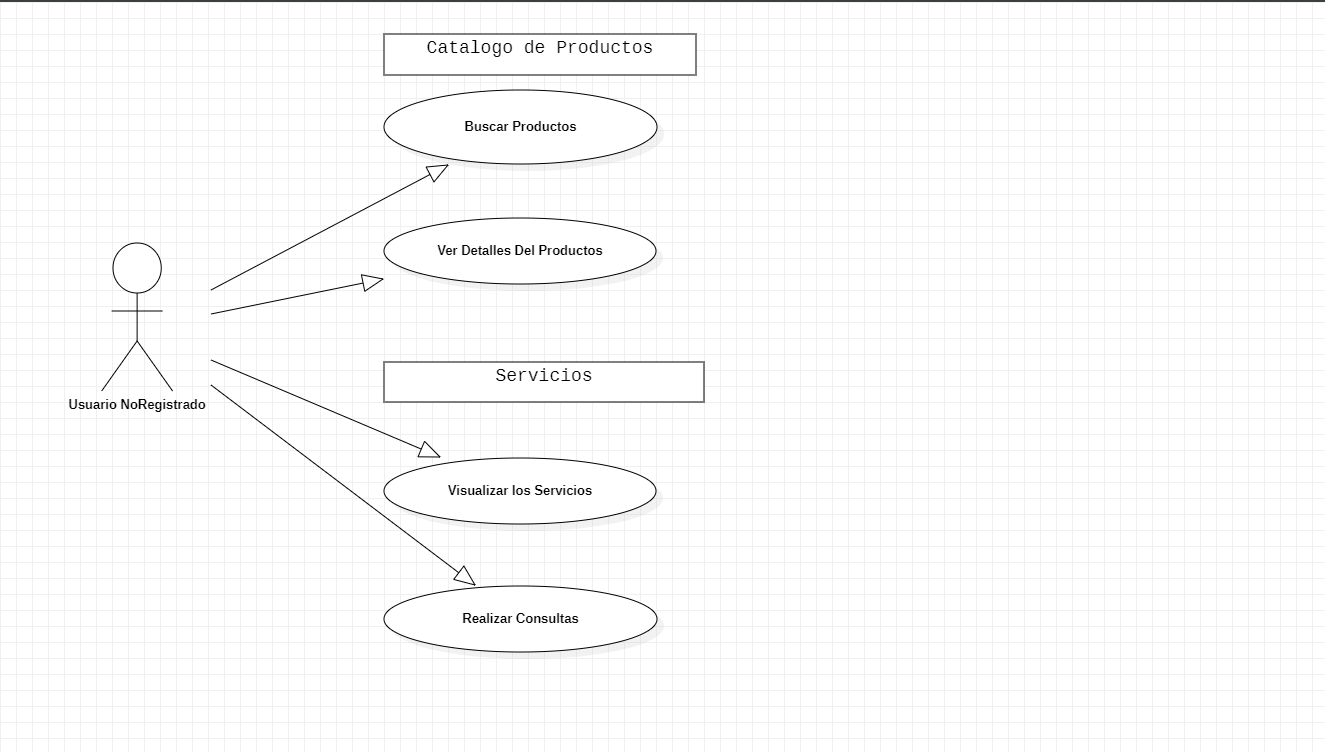 Catalogo de Productos
Buscar Productos
Ver Detalles Del Productos
Usuario NoRegistrado
Servicios
Visualizar los Servicios
Realizar Consultas